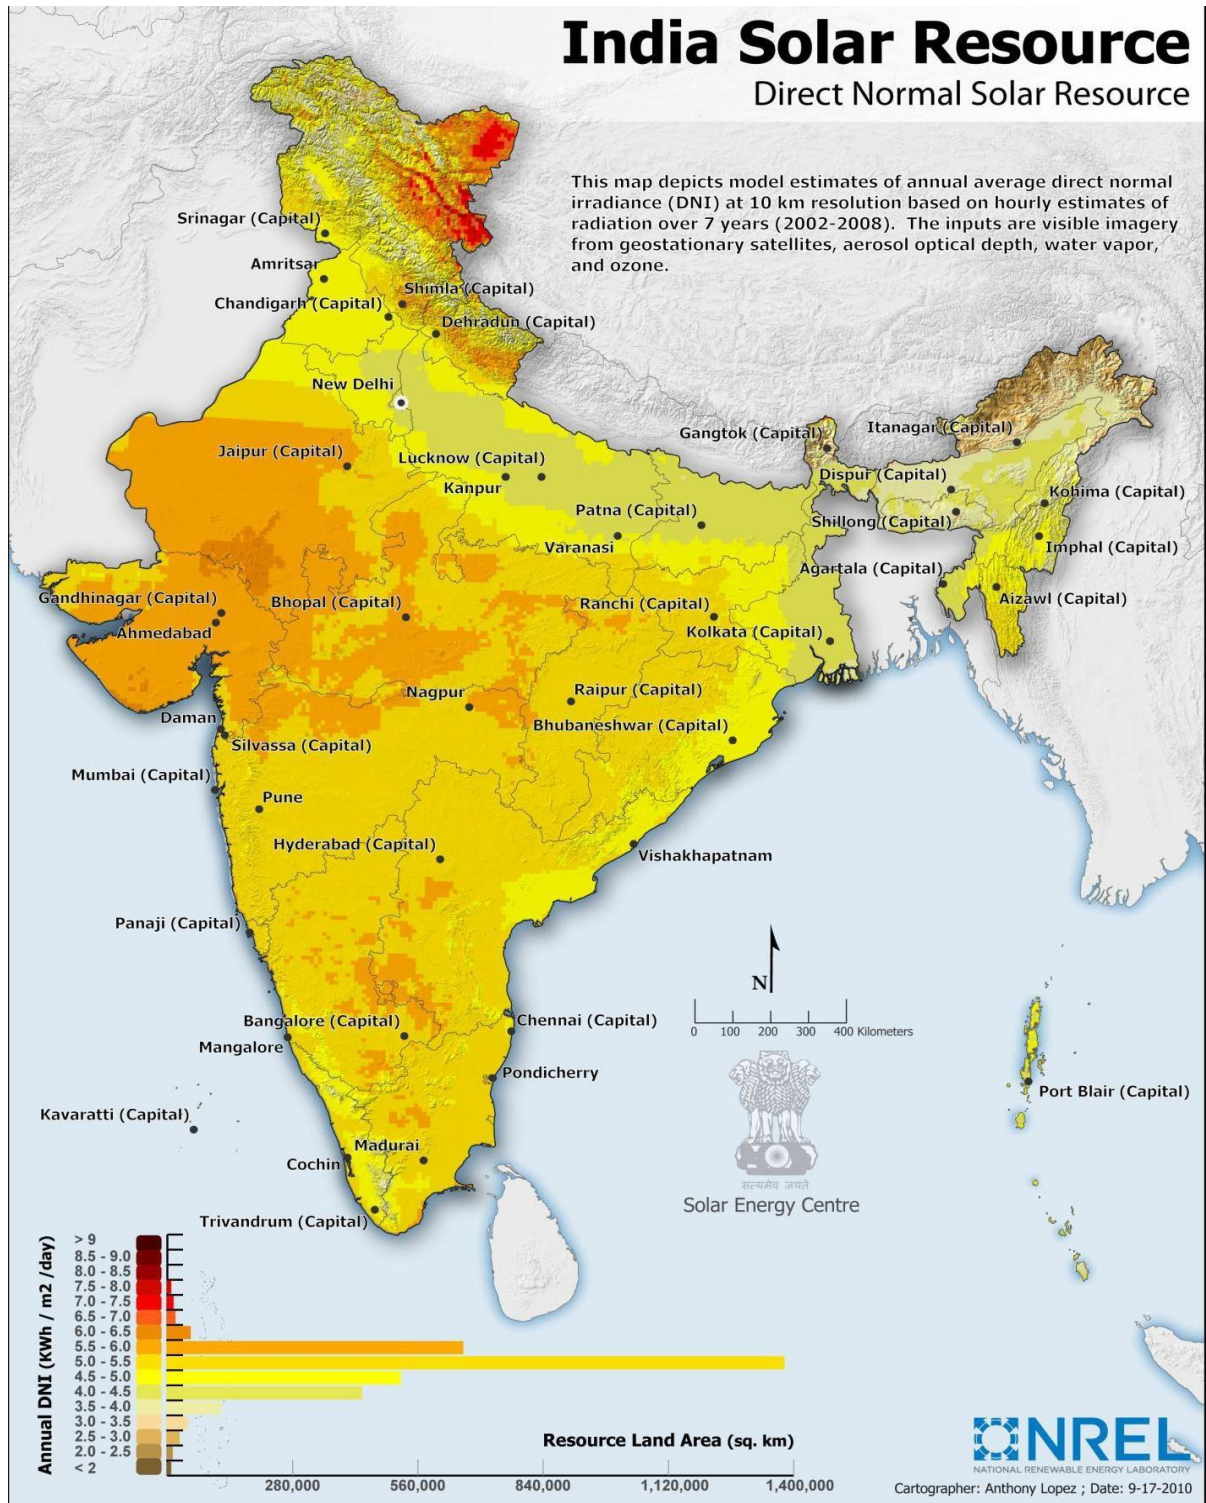 India Solar Resource
Direct Normal Solar Resource
This map depicts model estimates of annual average direct normal
irradiance (DNI) at 10 km resolution based on hourly estimates of
radiation over 7 years (2002-2008).  The inputs are visible imagery
from geostationary satellites, aerosol optical depth, water vapor,
and ozone.
Srinagar (Capital)
Amritsar
Shimla (Capital)
Chandigarh (Capital)
Dehradun (Capital)
New Delhi
Itanagar (Capital)
Gangtok (Capital)
Jaipur (Capital)
Lucknow (Capital)
Dispur (Capital)
Kanpur
Kohima (Capital)
Patna (Capital)
Shillong (Capital)
Varanasi
Imphal (Capital)
Agartala (Capital)
Gandhinagar (Capital)
Bhopal (Capital)
Ranchi (Capital)
Aizawl (Capital)
Ahmedabad
Kolkata (Capital)
Nagpur
Raipur (Capital)
Daman
Bhubaneshwar (Capital)
Silvassa (Capital)
Mumbai (Capital)
Pune
Hyderabad (Capital)
Vishakhapatnam
Panaji (Capital)
N
Bangalore (Capital)
Chennai (Capital)
0 100 200 300 400 Kilometers
Mangalore
Pondicherry
Port Blair (Capital)
Kavaratti (Capital)
Madurai
Cochin
सत्यमेव जयते
Solar Energy Centre
Trivandrum (Capital)
Annual DNI (KWh / m2 /day)
> 9
8.5 - 9.0
8.0 - 8.5
7.5 - 8.0
7.0 - 7.5
6.5 - 7.0
6.0 - 6.5
5.5 - 6.0
5.0 - 5.5
4.5 - 5.0
4.0 - 4.5
3.5 - 4.0
3.0 - 3.5
2.5 - 3.0
2.0 - 2.5
< 2
Resource Land Area (sq. km)
280,000 560,000 840,000 1,120,000 1,400,000
NREL
NATIONAL RENEWABLE ENERGY LABORATORY
Cartographer: Anthony Lopez ; Date: 9-17-2010